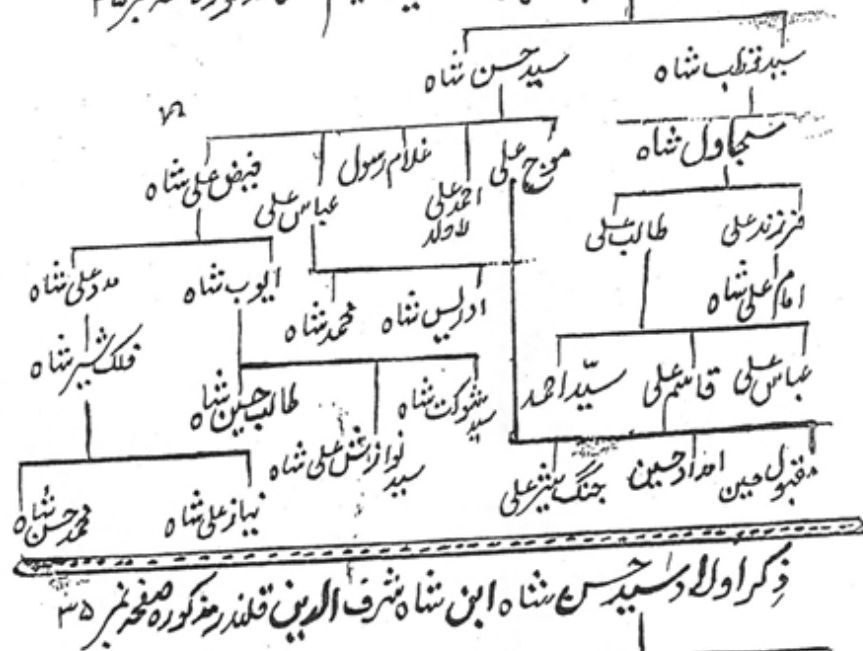 سید نواب شاہ سید حسن شاہ
سجاول شاہ
موج علی احمد علی لاولد غلام رسول عباس علی فیض علی شاہ
فرزند علی طالب علی
امام علی شاہ
ادریس شاہ محمد شاہ ایوب شاہ مدد علی شاہ
فلک شیر شاہ
عباس علی قاسم علی سید احمد
سید شوکت شاہ سید نوازش علی شاہ طالب حسین شاہ
مقبول حسین امداد حسین جنگ شیر علی
نیاز علی شاہ محمد حسن شاہ
ذکر اولاد سید حسن شاہ ابن شاہ شرف الدین قلندر مذکورہ صفحہ نمبر ۳۵